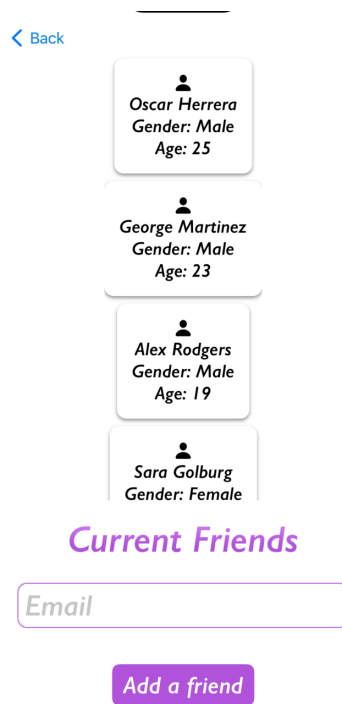 Back
Oscar Herrera
Gender: Male
Age: 25
George Martinez
Gender: Male
Age: 23
Alex Rodgers
Gender: Male
Age: 19
Sara Golburg
Gender: Female
Current Friends
Email
Add a friend